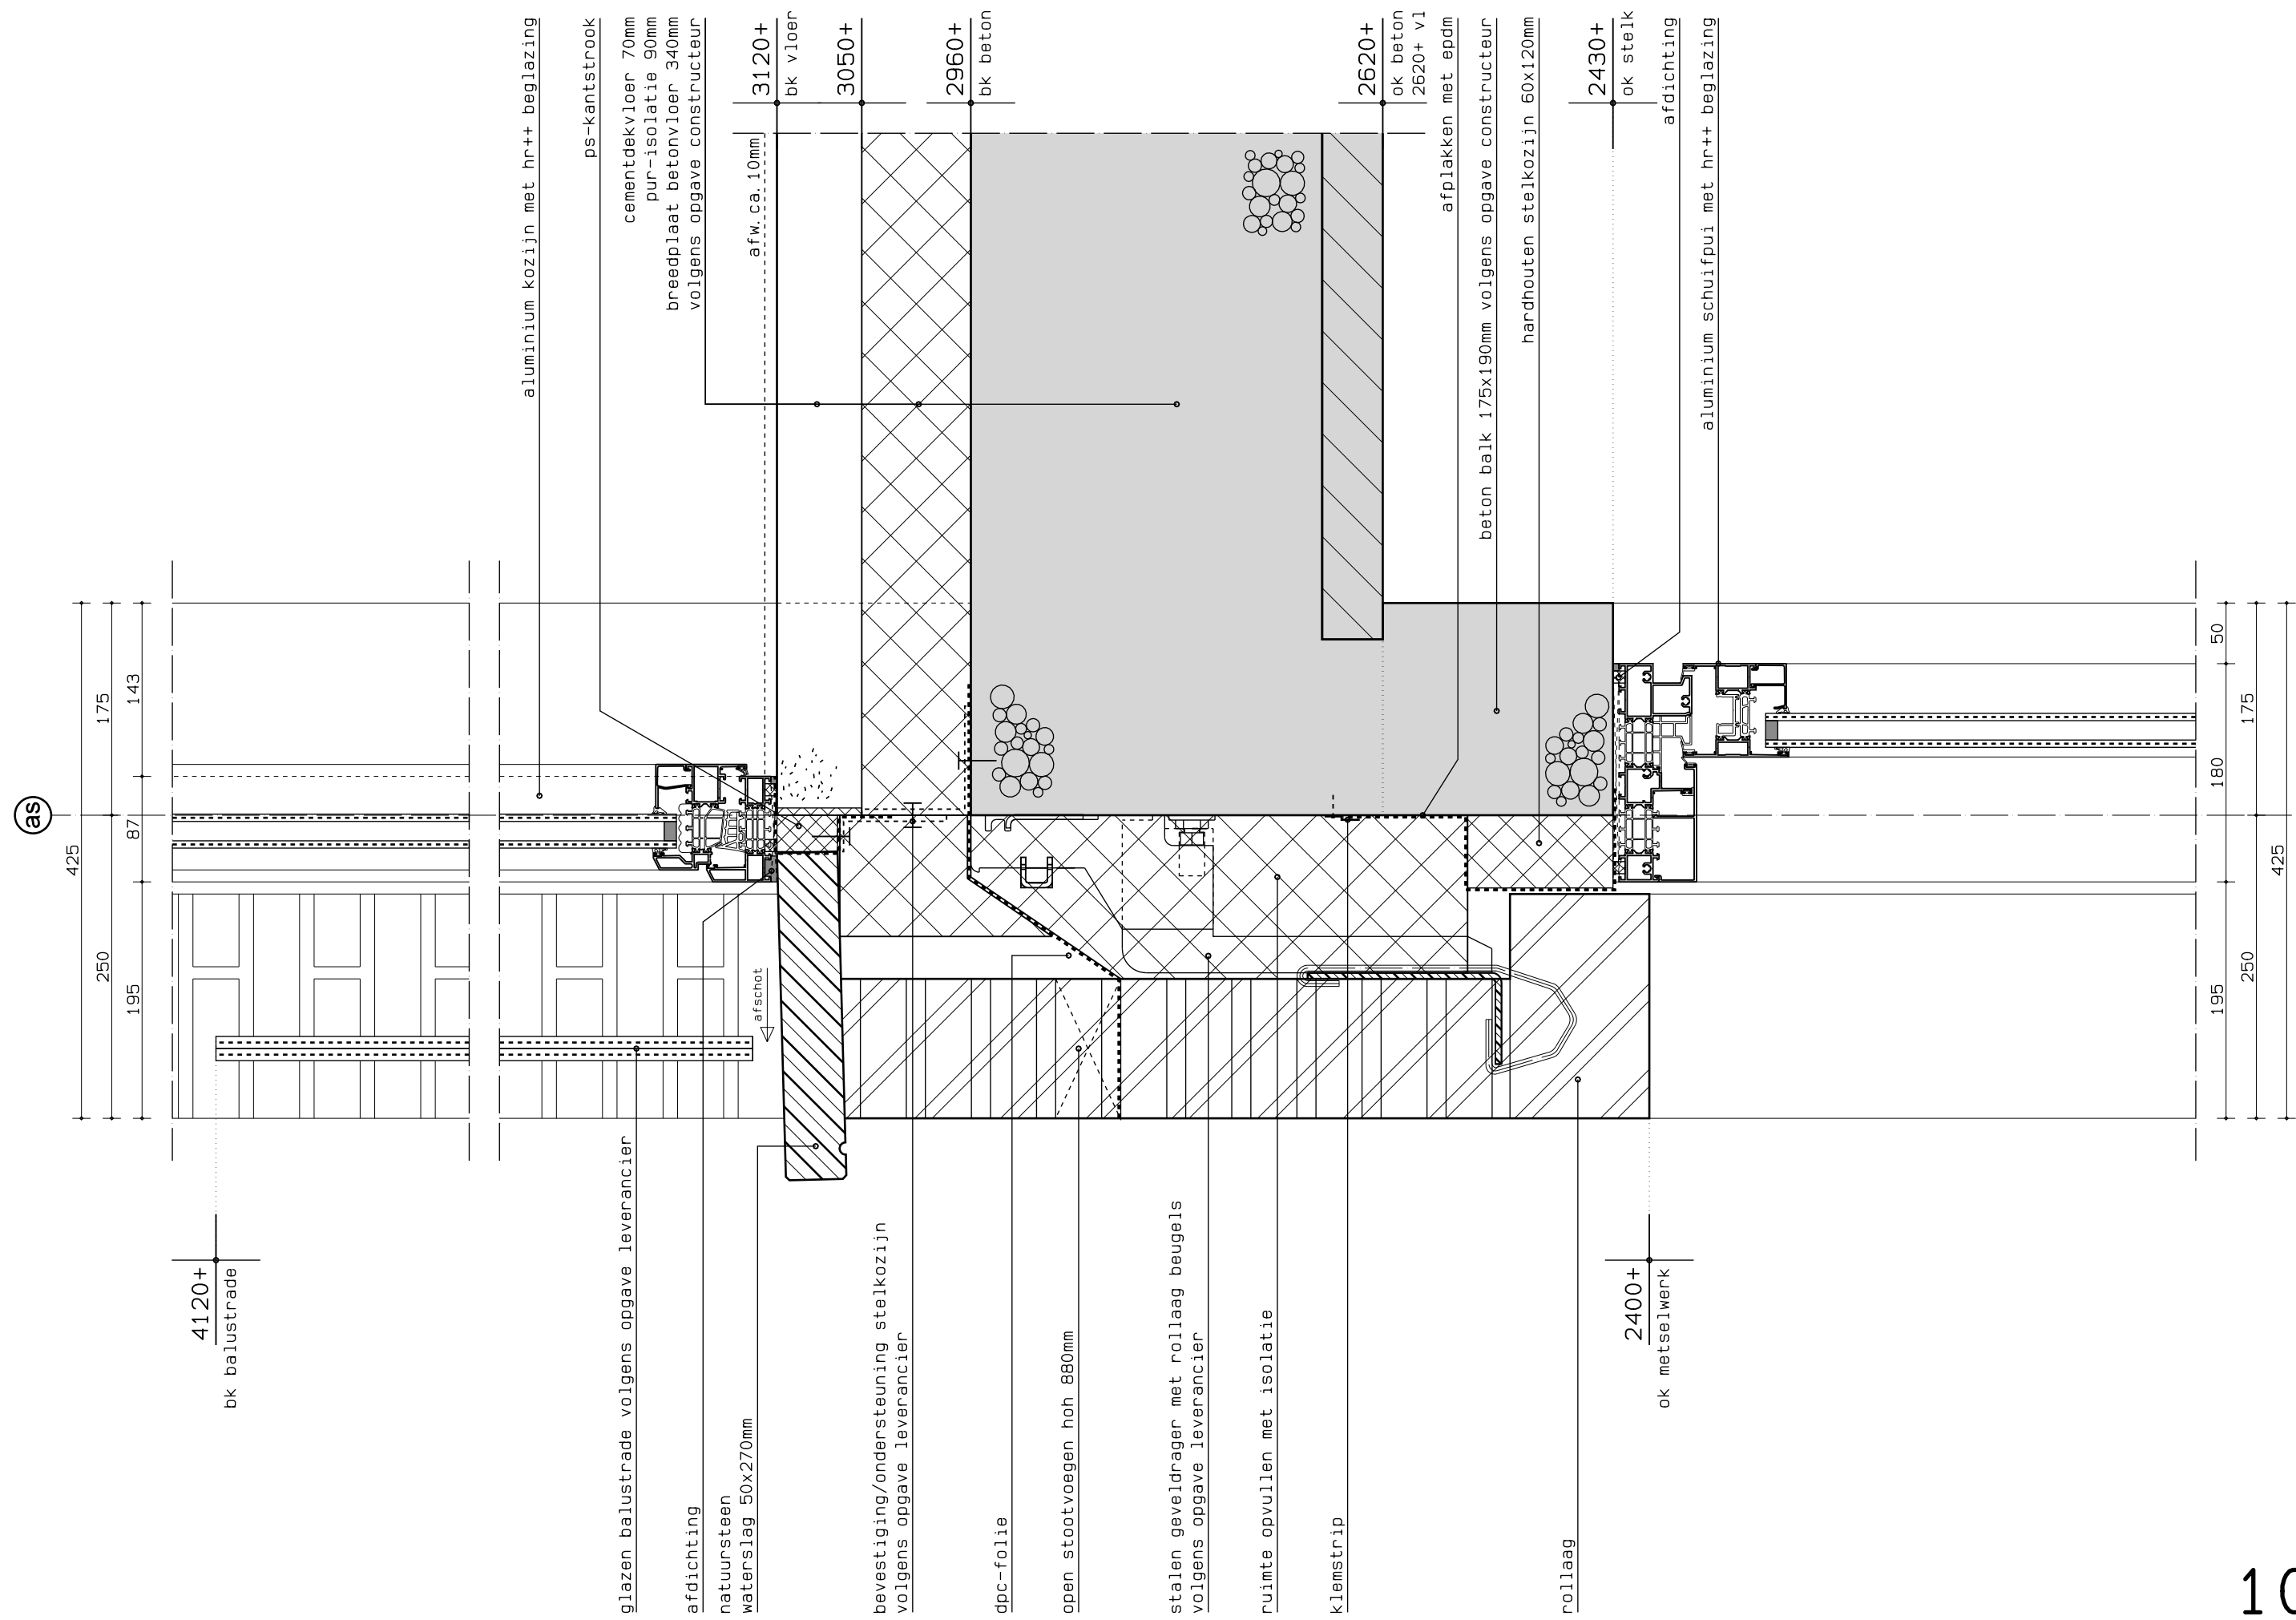 aluminium kozijn met hr++ beglazing
ps-kantstrook
cementdekvloer 70mm
pur-isolatie 90mm
breedplaat betonvloer 340mm
volgens opgave constructeur
afw. ca. 10mm
3120+
bk vloer
3050+
2960+
bk beton
2620+
ok beton
2620+ vl
afplakken met epdm
beton balk 175x190mm volgens opgave constructeur
hardhouten stelkozijn 60x120mm
2430+
ok stelk
afdichting
aluminium schuifpui met hr++ beglazing
as
425
175
250
143
87
195
afschot
50
180
195
175
250
425
4120+
bk balustrade
glazen balustrade volgens opgave leverancier
afdichting
natuursteen
waterslag 50x270mm
bevestiging/ondersteuning stelkozijn
volgens opgave leverancier
dpc-folie
open stootvoegen hoh 880mm
stalen geveldrager met rollaag beugels
volgens opgave leverancier
ruimte opvullen met isolatie
klemstrip
rollaag
2400+
ok metselwerk